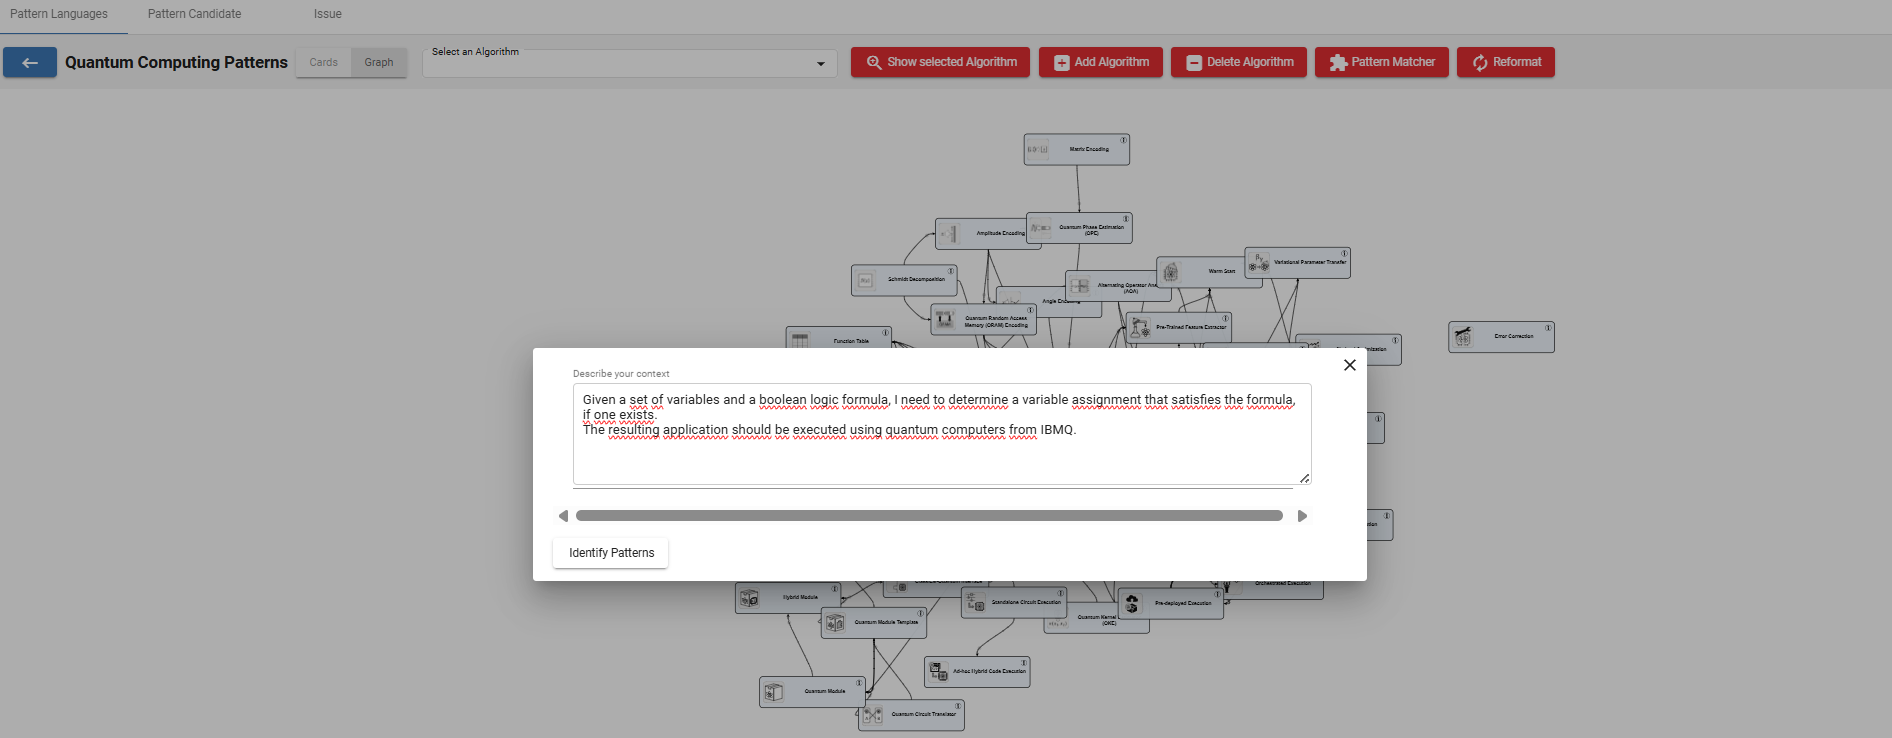 Pattern Languages
Pattern Candidate
Issue
Quantum Computing Patterns
Cards
Graph
Select an Algorithm
Show selected Algorithm
Add Algorithm
Delete Algorithm
Pattern Matcher
Reformat
Matrix Encoding
Amplitude Encoding
Quantum Phase Estimation
(QPE)
Schmidt Decomposition
Warm Start
Variational Parameter Transfer
Alternating Operator
(AOA)
Angle
Quantum Random Access
Memory (QRAM) Encoding
Pre-Trained Feature Extractor
Function Table
Error Correction
Describe your context
Given a set of variables and a boolean logic formula, I need to determine a variable assignment that satisfies the formula,
if one exists.
The resulting application should be executed using quantum computers from IBMQ.
Identify Patterns
Orchestrated Execution
Hybrid Module
Standalone Circuit Execution
Pre-deployed Execution
Quantum Module Template
Quantum Kernel
(QKE)
Ad-hoc Hybrid Code Execution
Quantum Module
Quantum Circuit Translator